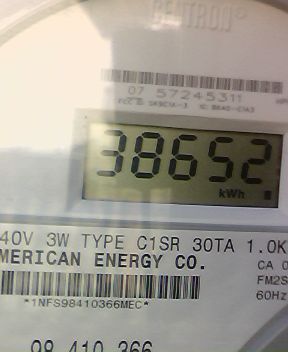 CENTRON®
07 57245311
38652
kWh
40V 3W TYPE C1SR 30TA 1.0K
MERICAN ENERGY CO.
CA 0
FM2S
*1NFS98410366MEC*
60Hz
98 410 366